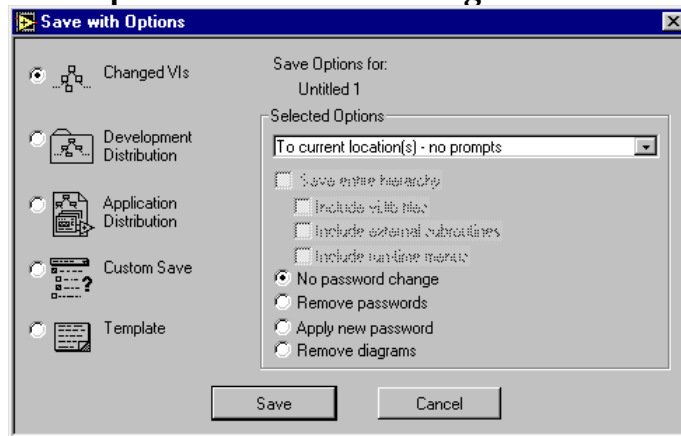 Save with Options
Changed VIs
Development
Distribution
Application
Distribution
Custom Save
Template
Save Options for:
Untitled 1
Selected Options
To current location(s) - no prompts
Save entire hierarchy
Include vi.lib files
Include external subroutines
Include run-time menus
No password change
Remove passwords
Apply new password
Remove diagrams
Save
Cancel